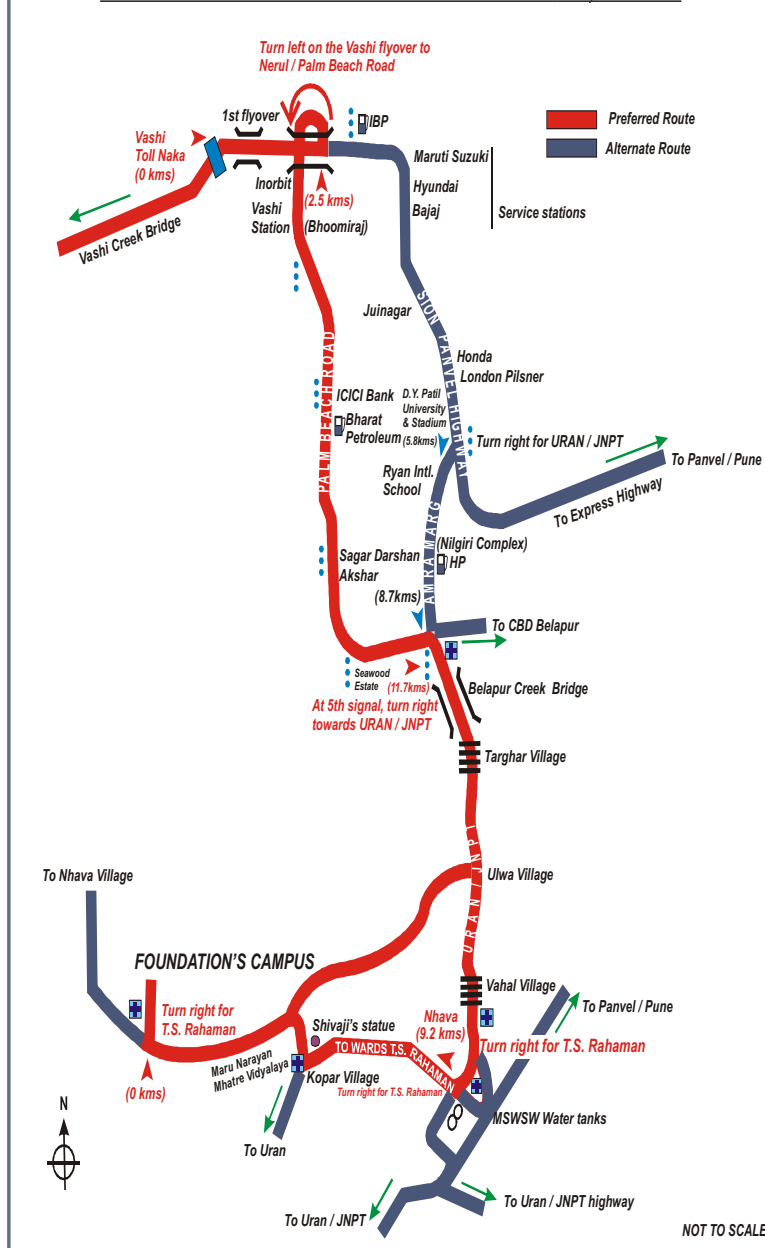 Turn left on the Vashi flyover to
Nerul / Palm Beach Road
1st flyover
IBP
Preferred Route
Alternate Route
Vashi
Toll Naka
(0 kms)
Maruti Suzuki
Hyundai
Bajaj
Service stations
Inorbit
(2.5 kms)
Vashi
Station
(Bhoomiraj)
Vashi Creek Bridge
Juinagar
SION PANVEL HIGHWAY
Honda
London Pilsner
PALM BEACH ROAD
ICICI Bank
Bharat
Petroleum
D.Y. Patil
University
& Stadium
(5.8kms)
Turn right for URAN / JNPT
To Panvel / Pune
To Express Highway
Ryan Intl.
School
AMRA MARG
(Nilgiri Complex)
HP
Sagar Darshan
Akshar
(8.7kms)
To CBD Belapur
Seawood
Estate
(11.7kms)
Belapur Creek Bridge
At 5th signal, turn right
towards URAN / JNPT
Targhar Village
URAN / JNPT
To Nhava Village
Ulwa Village
FOUNDATION'S CAMPUS
Vahal Village
To Panvel / Pune
Turn right for
T.S. Rahaman
Shivaji's statue
Nhava
(9.2 kms)
Turn right for T.S. Rahaman
TO WARDS T.S. RAHAMAN
Maru Narayan
Mhatre Vidyalaya
Kopar Village
Turn right for T.S. Rahaman
(0 kms)
MSWSW Water tanks
N
To Uran
To Uran / JNPT
To Uran / JNPT highway
NOT TO SCALE